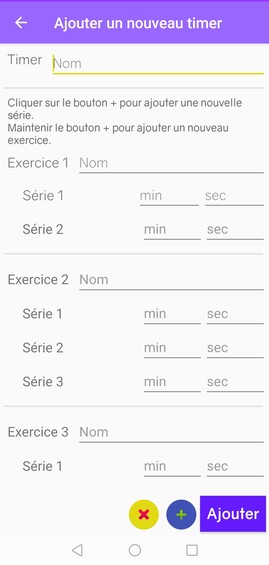 Ajouter un nouveau timer
Timer Nom
Cliquer sur le bouton + pour ajouter une nouvelle
série.
Maintenir le bouton + pour ajouter un nouveau
exercice.
Exercice 1 Nom
Série 1 min sec
Série 2 min sec
Exercice 2 Nom
Série 1 min sec
Série 2 min sec
Série 3 min sec
Exercice 3 Nom
Série 1 min sec
Ajouter